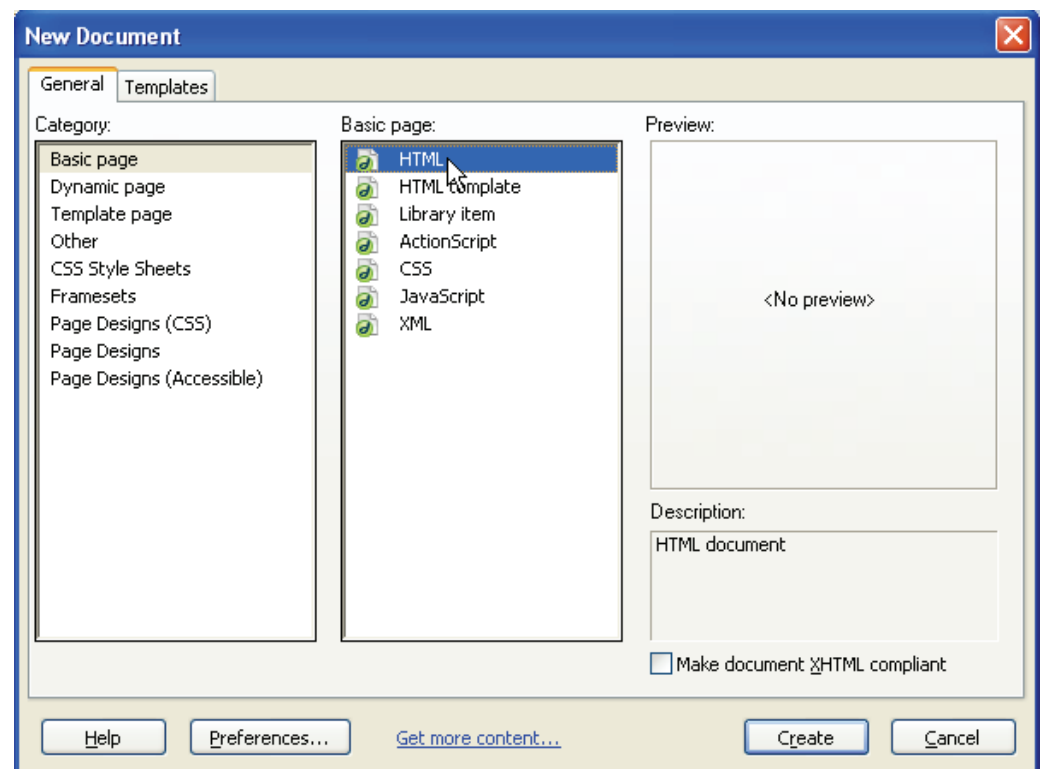 New Document
General
Templates
Category:
Basic page
Dynamic page
Template page
Other
CSS Style Sheets
Framesets
Page Designs (CSS)
Page Designs
Page Designs (Accessible)
Basic page:
HTML
HTML template
Library item
ActionScript
CSS
JavaScript
XML
Preview:
<No preview>
Description:
HTML document
Make document XHTML compliant
Help
Preferences...
Get more content...
Create
Cancel